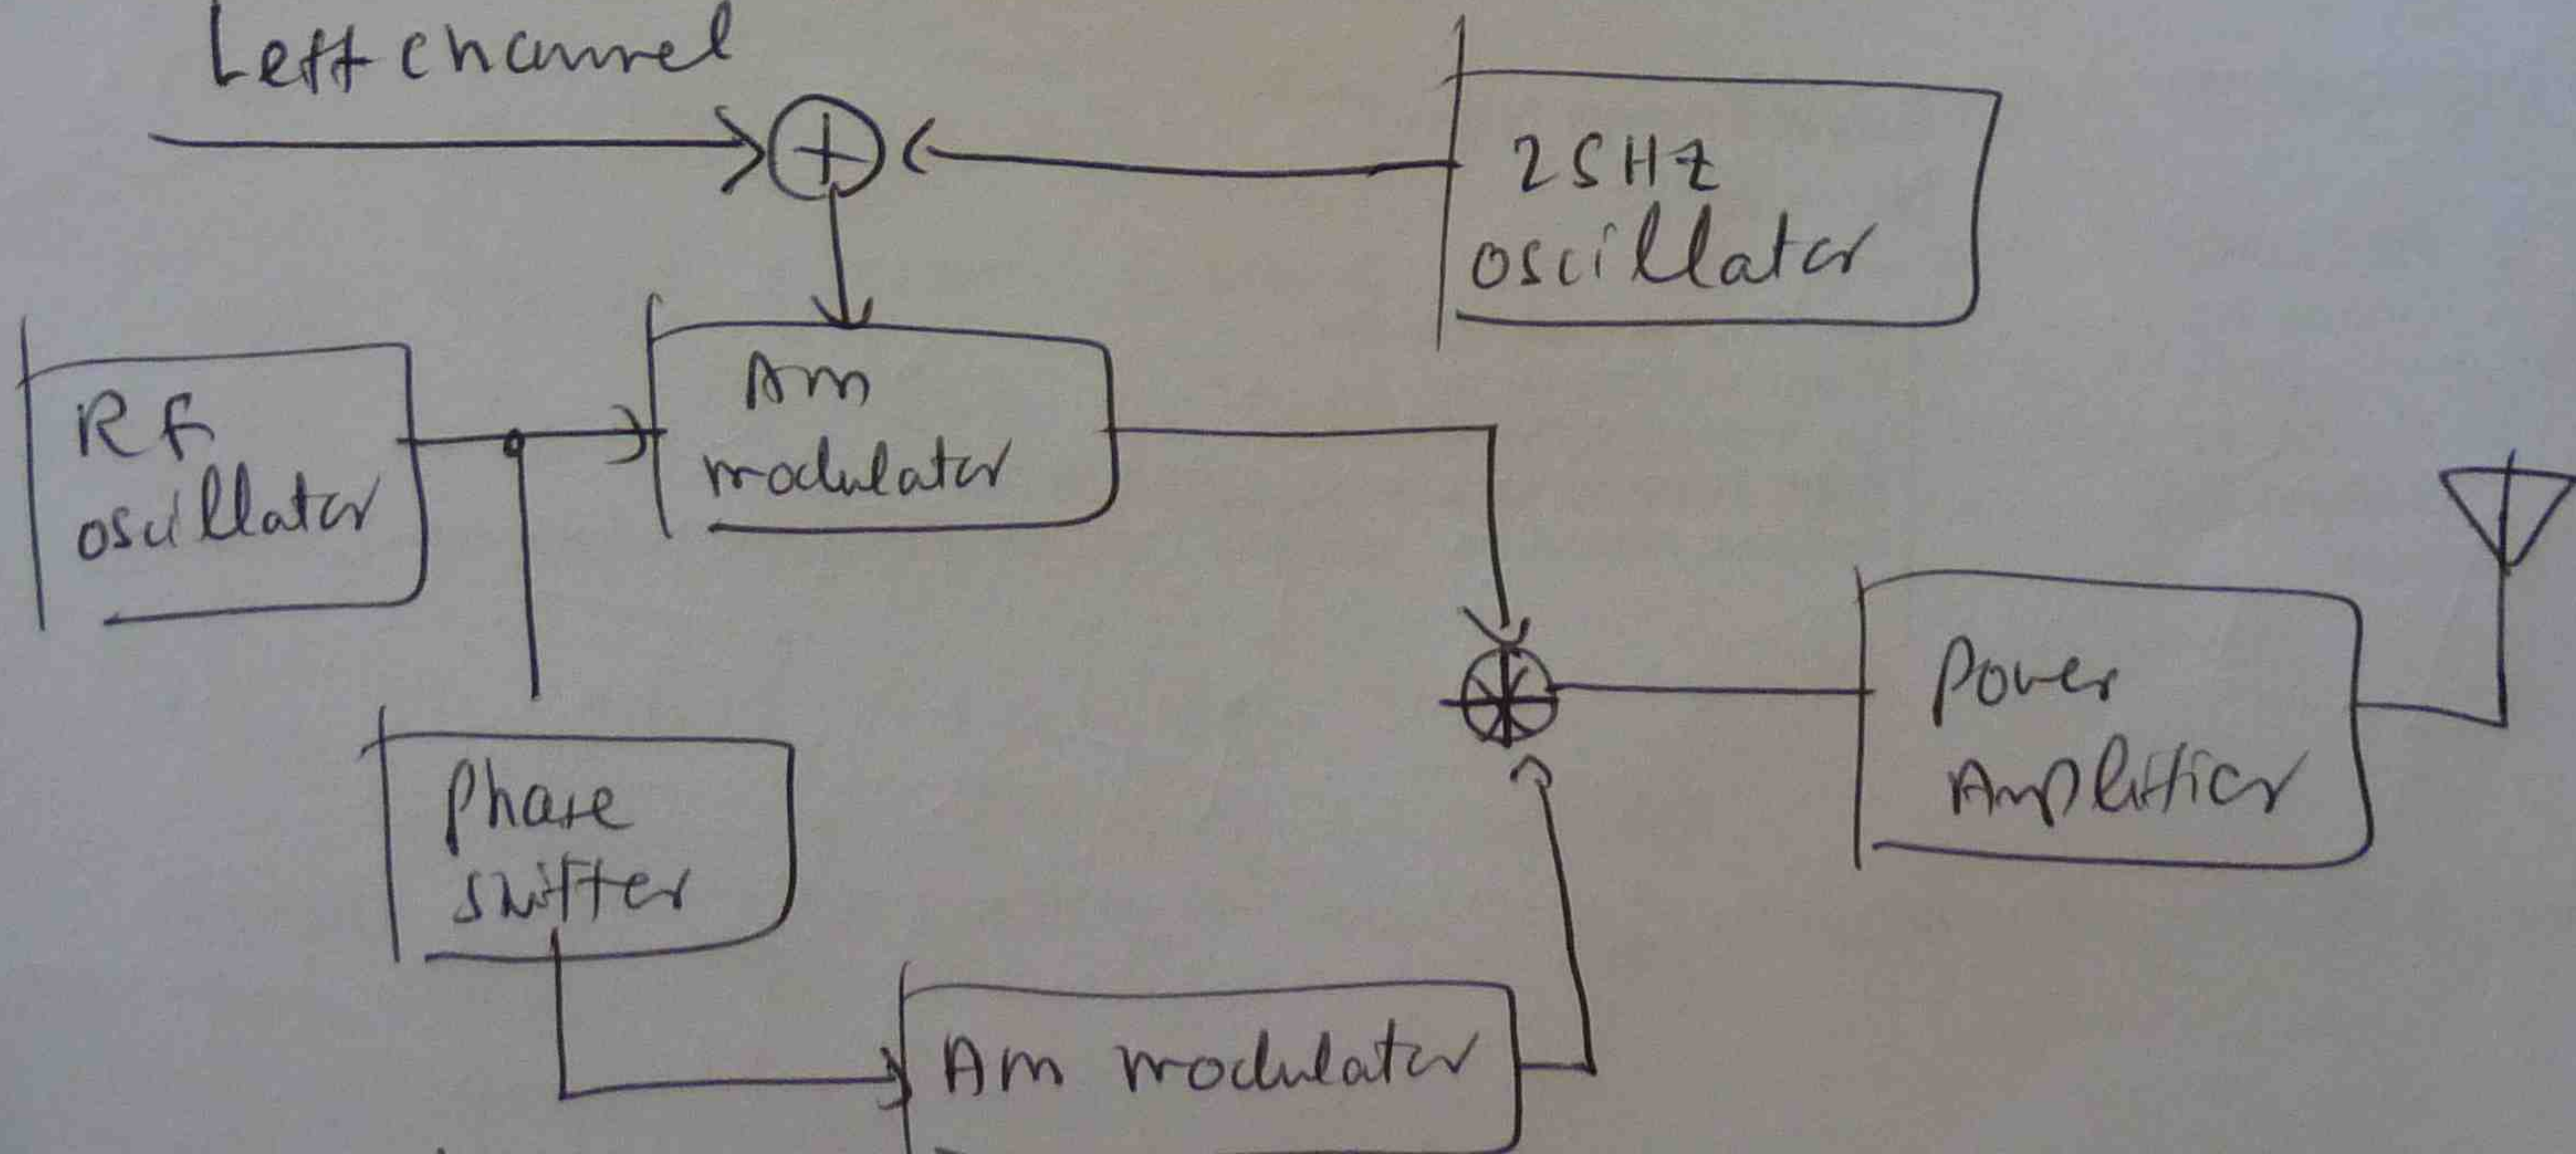 Left channel
25Hz
oscillator
Am
modulator
RF
oscillator
Power
Amplifier
Phase
shifter
Am modulator